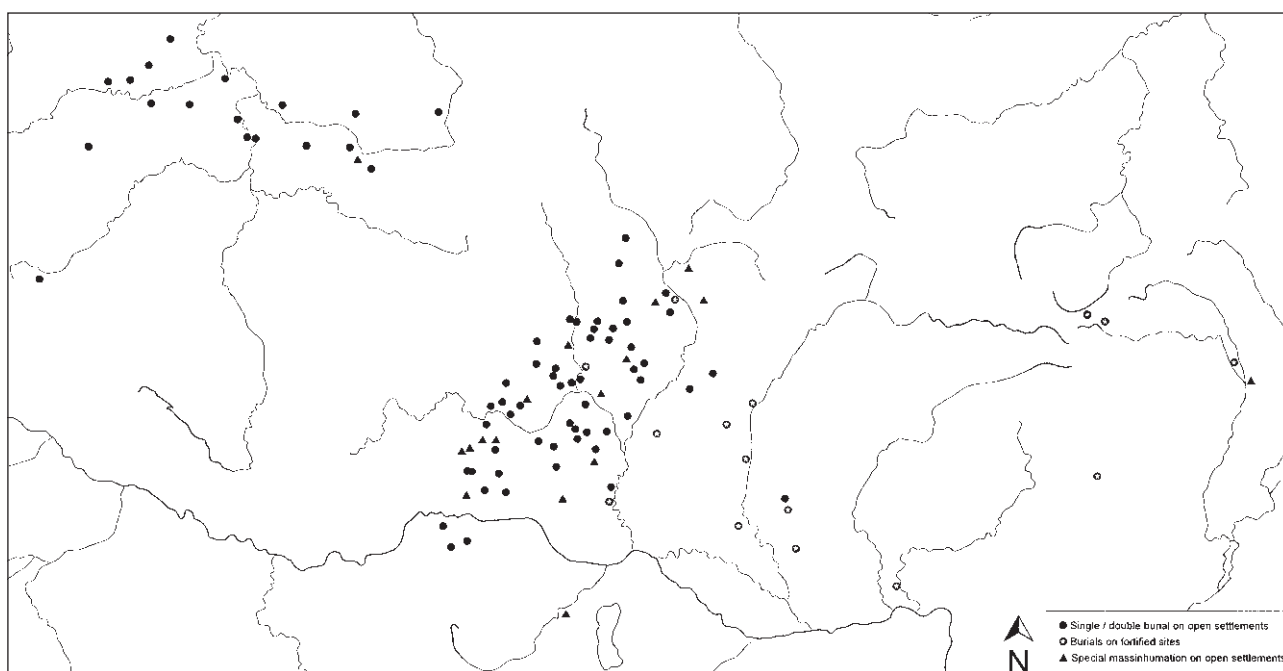 Single / double burial on open settlements
Burials on fortified sites
Special massinhumation on open settlements
N